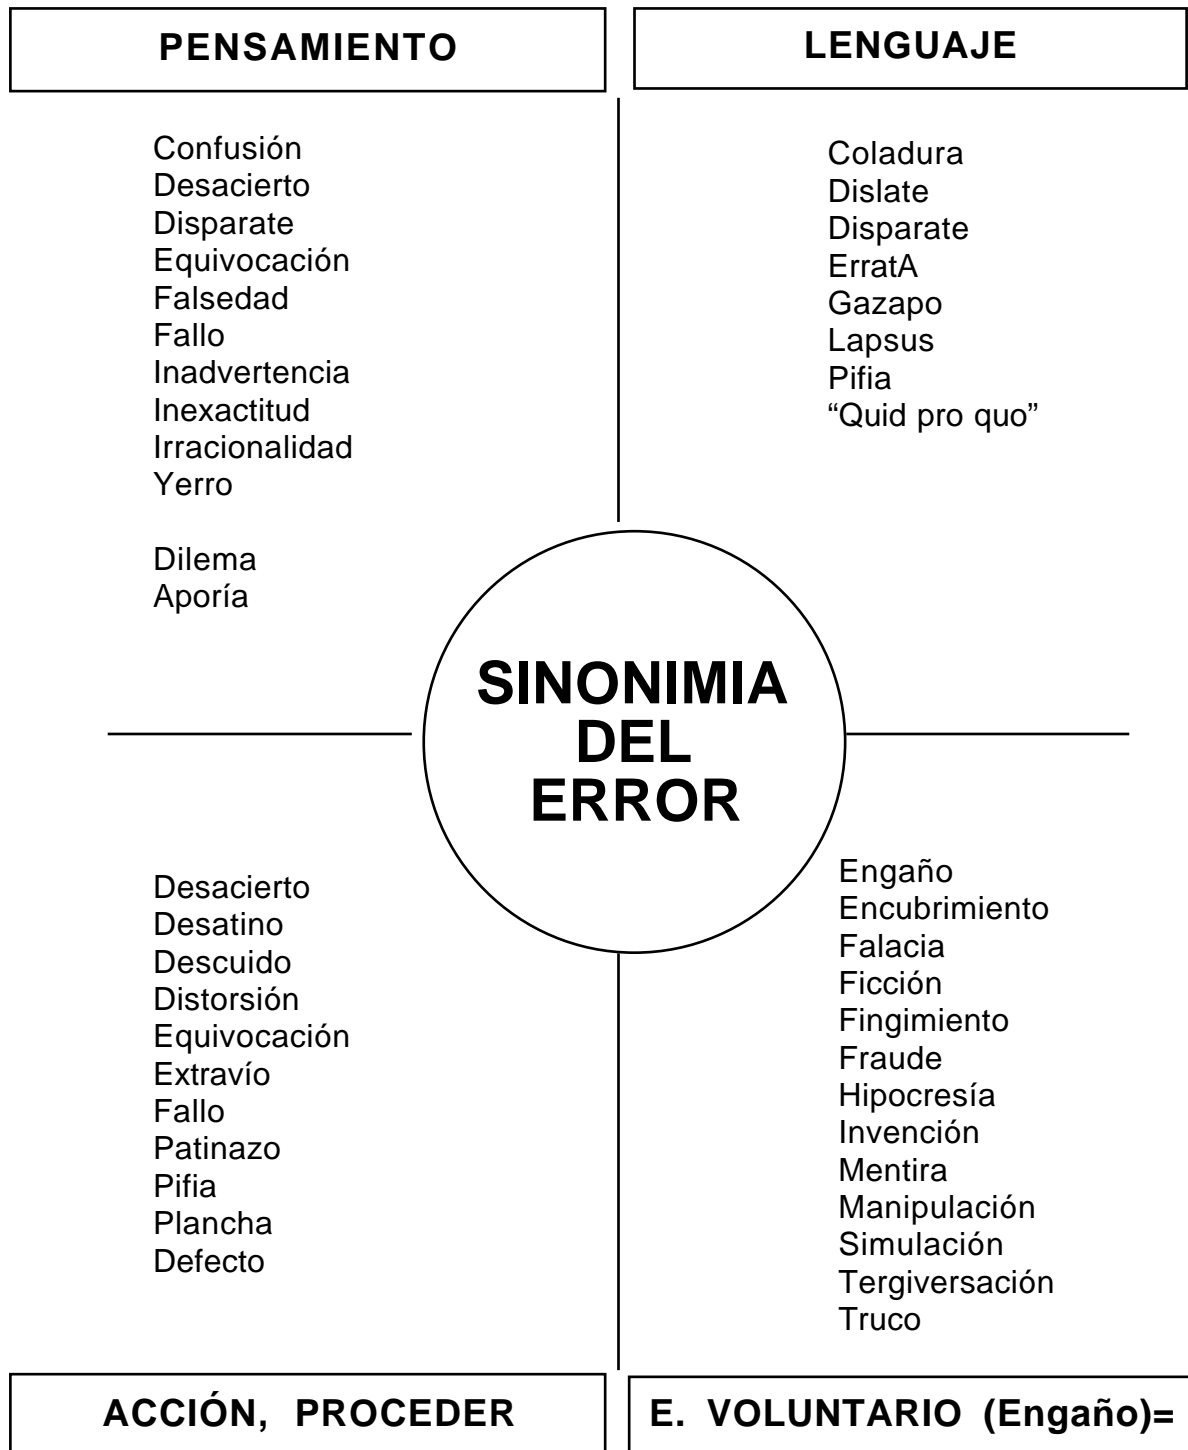 PENSAMIENTO
Confusión
Desacierto
Disparate
Equivocación
Falsedad
Fallo
Inadvertencia
Inexactitud
Irracionalidad
Yerro
Dilema
Aporía
LENGUAJE
Coladura
Dislate
Disparate
ErratA
Gazapo
Lapsus
Pifia
“Quid pro quo”
SINONIMIA
DEL
ERROR
Desacierto
Desatino
Descuido
Distorsión
Equivocación
Extravío
Fallo
Patinazo
Pifia
Plancha
Defecto
ACCIÓN, PROCEDER
Engaño
Encubrimiento
Falacia
Ficción
Fingimiento
Fraude
Hipocresía
Invención
Mentira
Manipulación
Simulación
Tergiversación
Truco
E. VOLUNTARIO (Engaño)=